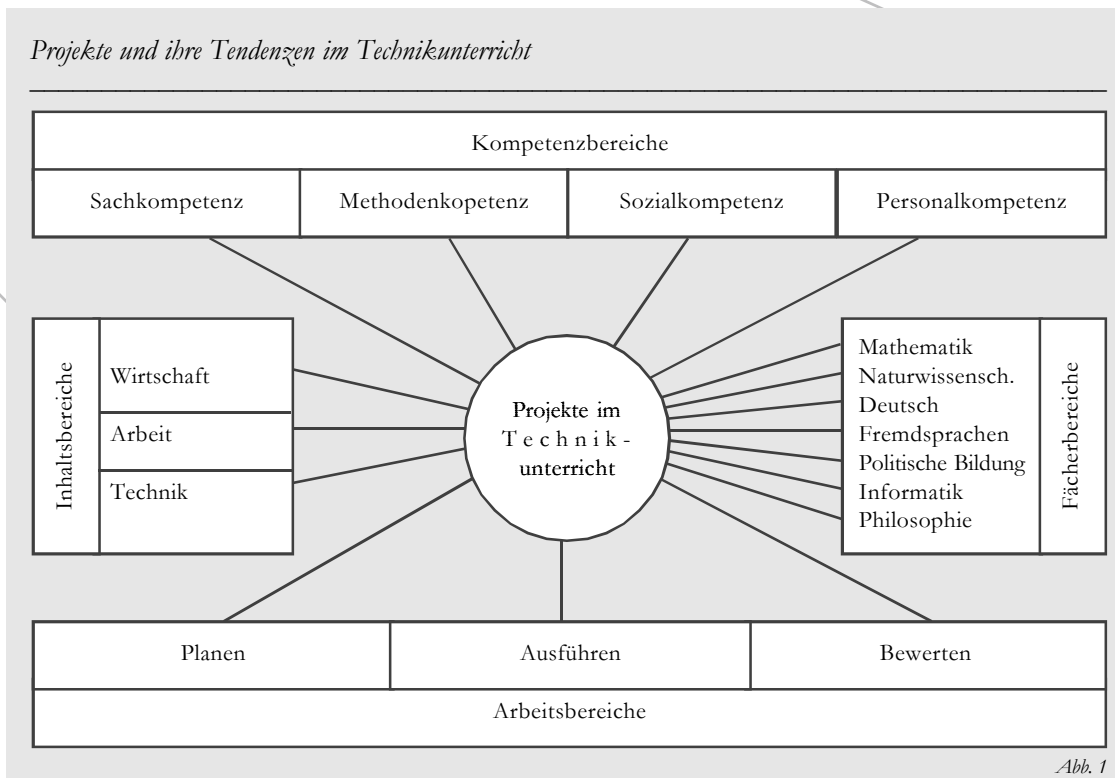 Projekte und ihre Tendenzen im Technikunterricht
Kompetenzbereiche
Sachkompetenz
Methodenkopetenz
Sozialkompetenz
Personalkompetenz
Inhaltsbereiche
Wirtschaft
Arbeit
Technik
Projekte im
T e c h n i k -
unterricht
Mathematik
Naturwissensch.
Deutsch
Fremdsprachen
Politische Bildung
Informatik
Philosophie
Fächerbereiche
Planen
Ausführen
Bewerten
Arbeitsbereiche
Abb. 1